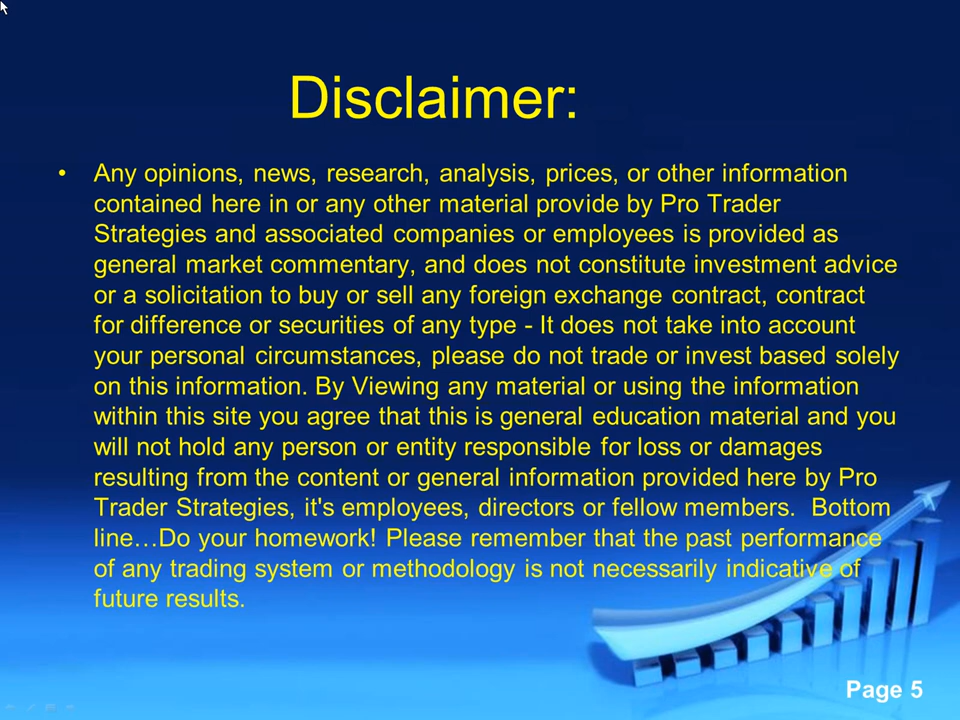 Disclaimer:
• Any opinions, news, research, analysis, prices, or other information
contained here in or any other material provide by Pro Trader
Strategies and associated companies or employees is provided as
general market commentary, and does not constitute investment advice
or a solicitation to buy or sell any foreign exchange contract, contract
for difference or securities of any type - It does not take into account
your personal circumstances, please do not trade or invest based solely
on this information. By Viewing any material or using the information
within this site you agree that this is general education material and you
will not hold any person or entity responsible for loss or damages
resulting from the content or general information provided here by Pro
Trader Strategies, it's employees, directors or fellow members.  Bottom
line…Do your homework! Please remember that the past performance
of any trading system or methodology is not necessarily indicative of
future results.
Page 5